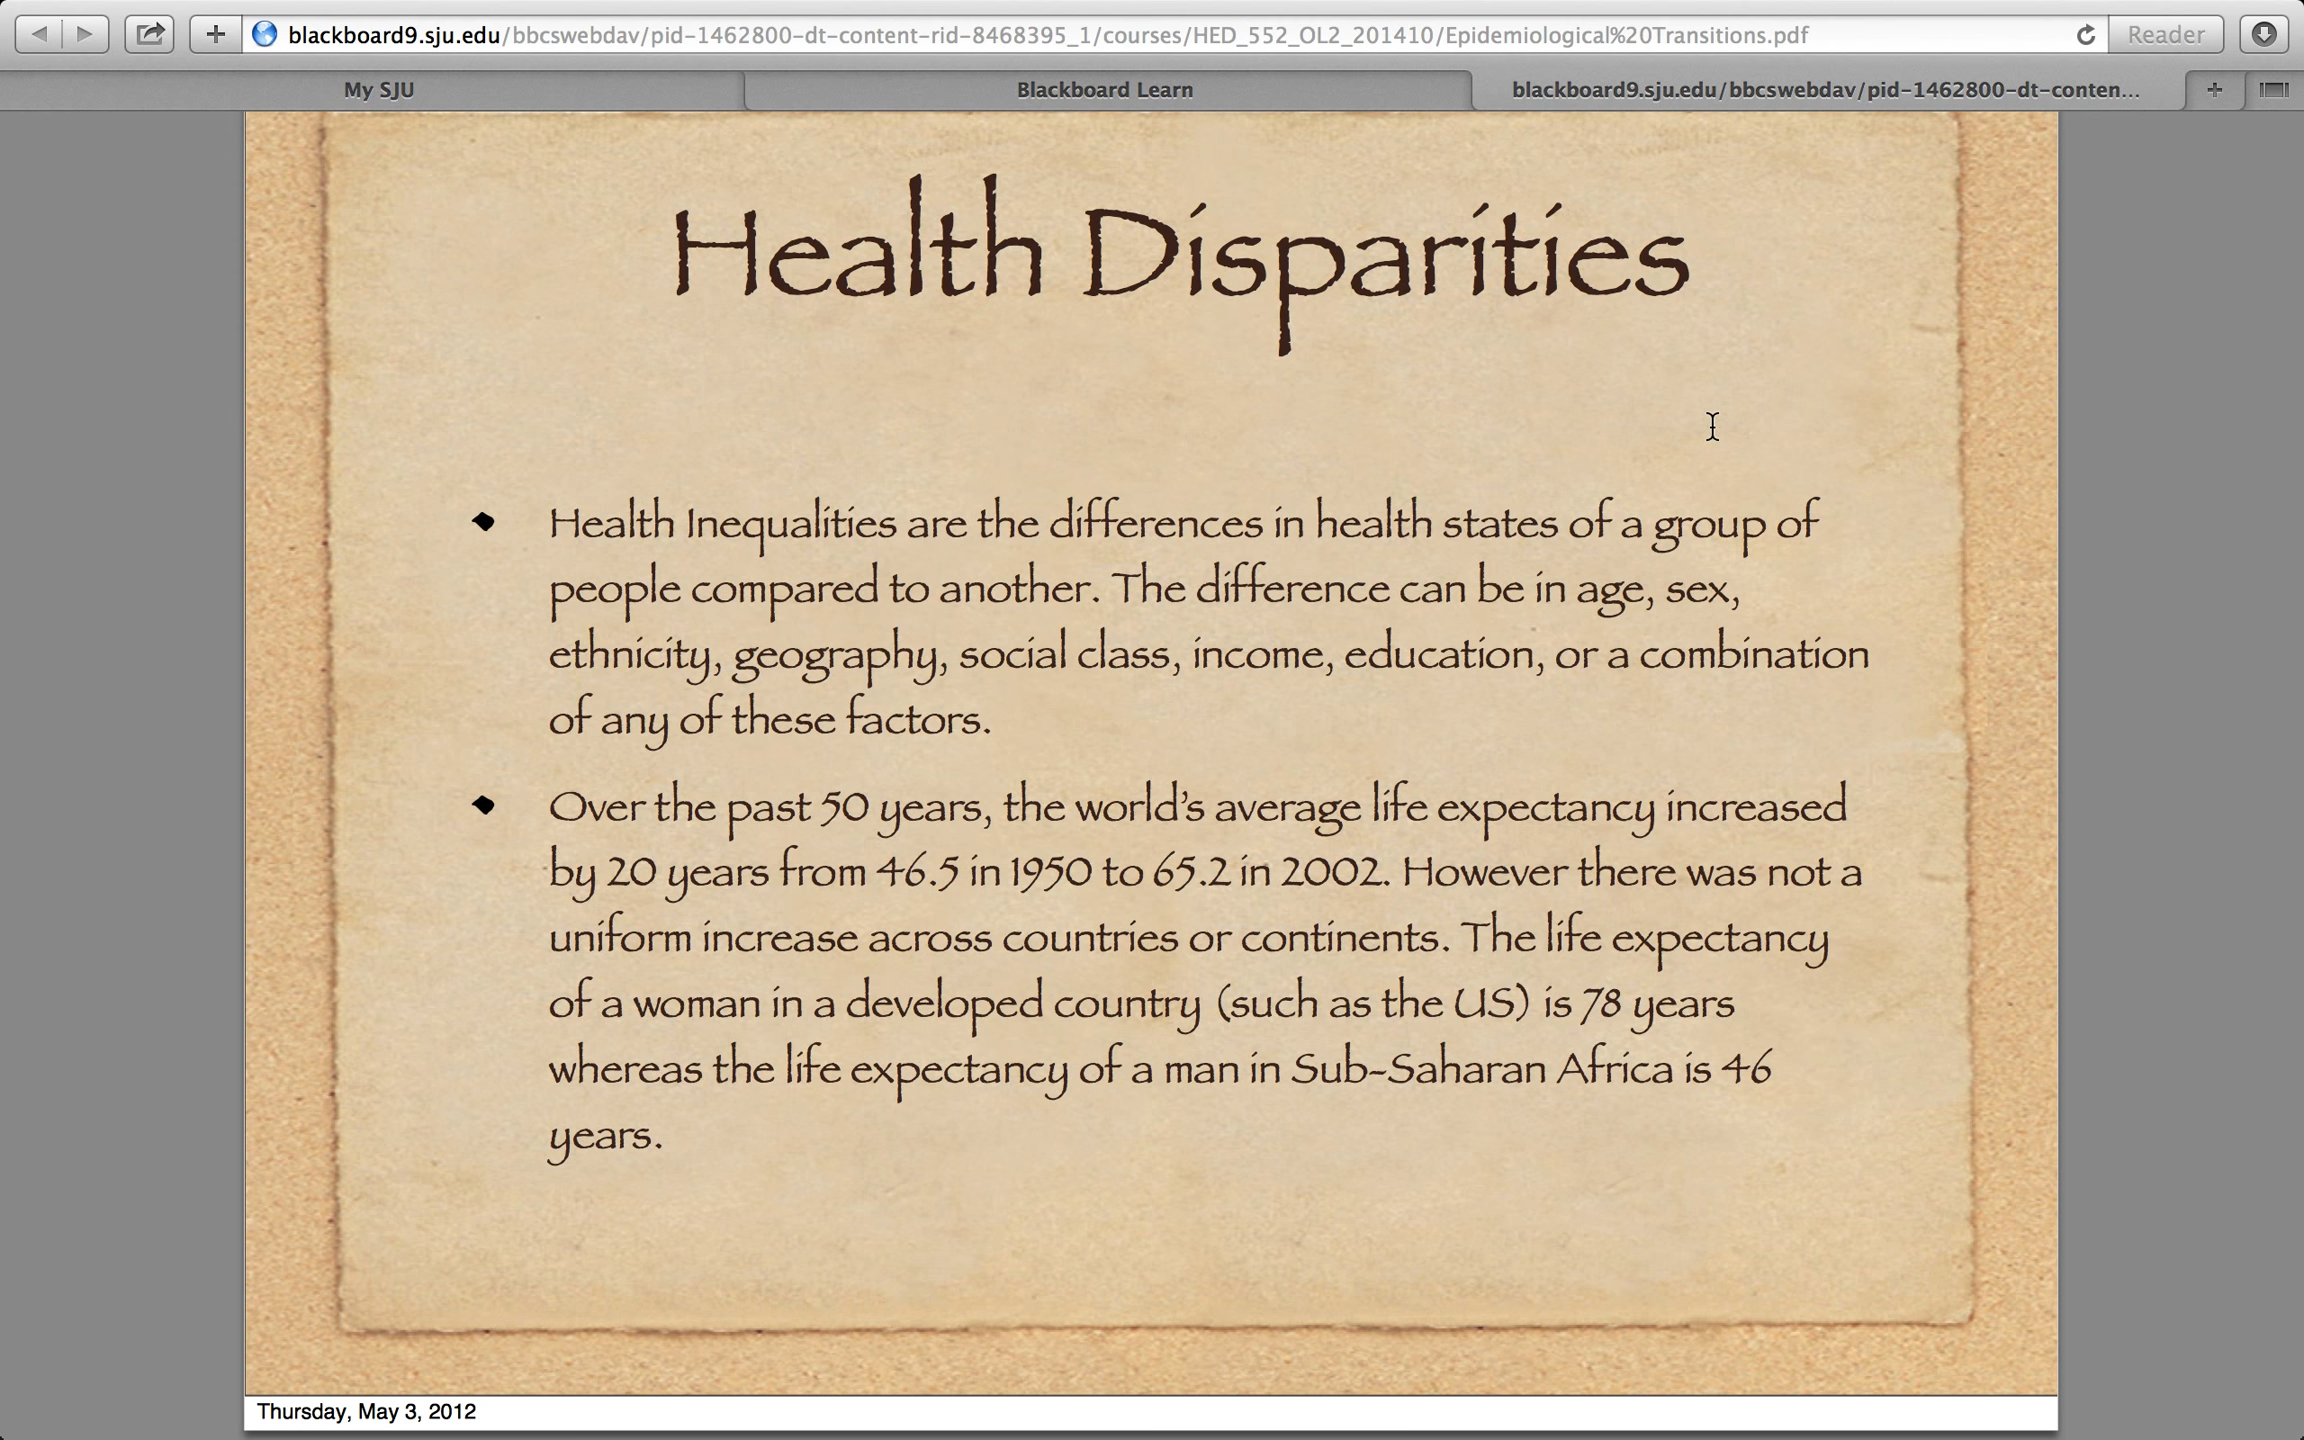 blackboard9.sju.edu/bbcswebdav/pid-1462800-dt-content-rid-8468395_1/courses/HED_552_OL2_201410/Epidemiological%20Transitions.pdf
Reader
My SJU
Blackboard Learn
blackboard9.sju.edu/bbcswebdav/pid-1462800-dt-conten...
Health Disparities
Health Inequalities are the differences in health states of a group of
people compared to another. The difference can be in age, sex,
ethnicity, geography, social class, income, education, or a combination
of any of these factors.
Over the past 50 years, the world's average life expectancy increased
by 20 years from 46.5 in 1950 to 65.2 in 2002. However there was not a
uniform increase across countries or continents. The life expectancy
of a woman in a developed country (such as the US) is 78 years
whereas the life expectancy of a man in Sub-Saharan Africa is 46
years.
Thursday, May 3, 2012